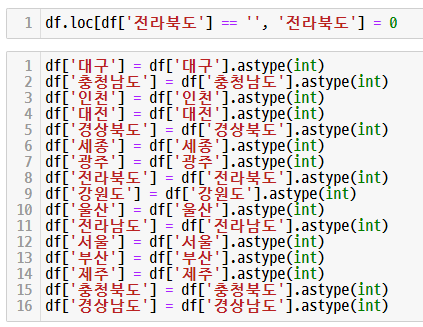 1 df.loc[df['전라북도'] == '', '전라북도'] = 0
1 df['대구'] = df['대구'].astype(int)
2 df['충청남도'] = df['충청남도'].astype(int)
3 df['인천'] = df['인천'].astype(int)
4 df['대전'] = df['대전'].astype(int)
5 df['경상북도'] = df['경상북도'].astype(int)
6 df['세종'] = df['세종'].astype(int)
7 df['광주'] = df['광주'].astype(int)
8 df['전라북도'] = df['전라북도'].astype(int)
9 df['강원도'] = df['강원도'].astype(int)
10 df['울산'] = df['울산'].astype(int)
11 df['전라남도'] = df['전라남도'].astype(int)
12 df['서울'] = df['서울'].astype(int)
13 df['부산'] = df['부산'].astype(int)
14 df['제주'] = df['제주'].astype(int)
15 df['충청북도'] = df['충청북도'].astype(int)
16 df['경상남도'] = df['경상남도'].astype(int)